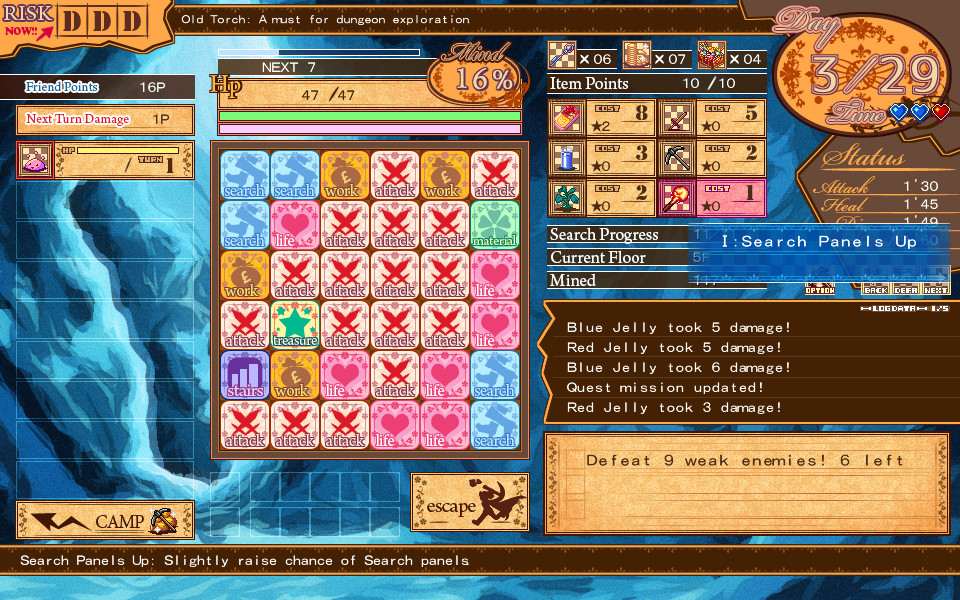 RISK NOW!! D D D
Old Torch: A must for dungeon exploration
Day
3/29
Time
NEXT 7
Mind
16%
Hp
47 /47
Friend Points 16P
Next Turn Damage 1P
HP
/ TURN 1
×06 ×07 ×04
Item Points 10 /10
COST 8 ★2
COST 5 ★0
COST 3 ★0
COST 2 ★0
COST 2 ★0
COST 1 ★0
Status
Attack 1'30
Heal 1'45
1'49
I:Search Panels Up
Search Progress
Current Floor 5F
Mined
OPTION
BACK DEER NEXT
LOGDATA 1/5
search search work attack work attack
search life attack attack attack material
work attack attack attack attack life
attack treasure attack attack attack life
stairs work life attack life search
attack attack attack life life search
Blue Jelly took 5 damage!
Red Jelly took 5 damage!
Blue Jelly took 6 damage!
Quest mission updated!
Red Jelly took 3 damage!
Defeat 9 weak enemies! 6 left
CAMP
escape
Search Panels Up: Slightly raise chance of Search panels